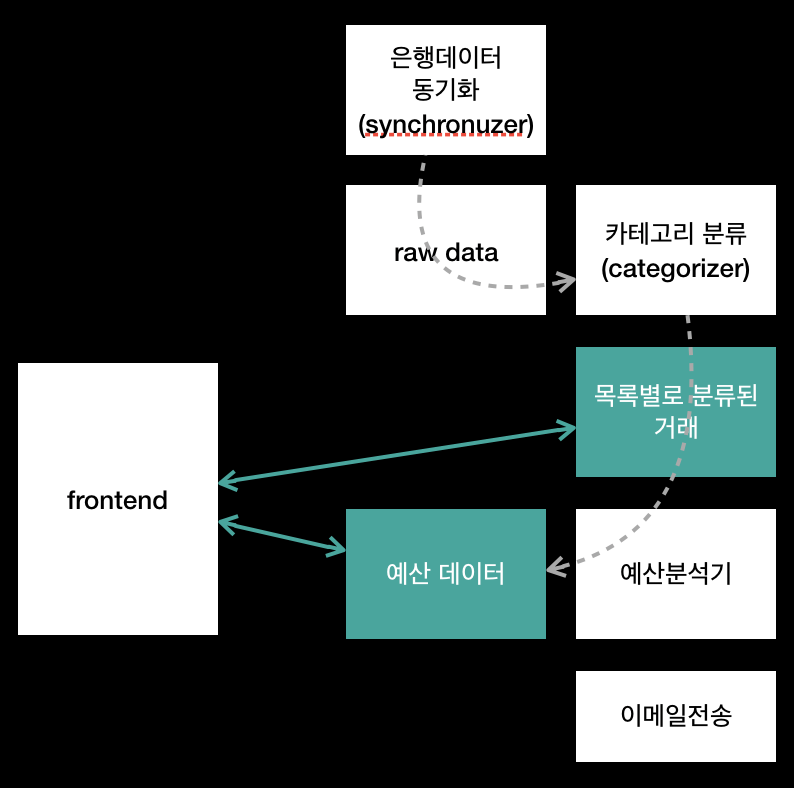 은행데이터
동기화
(synchronuzer)
raw data
카테고리 분류
(categorizer)
목록별로 분류된
거래
frontend
예산 데이터
예산분석기
이메일전송